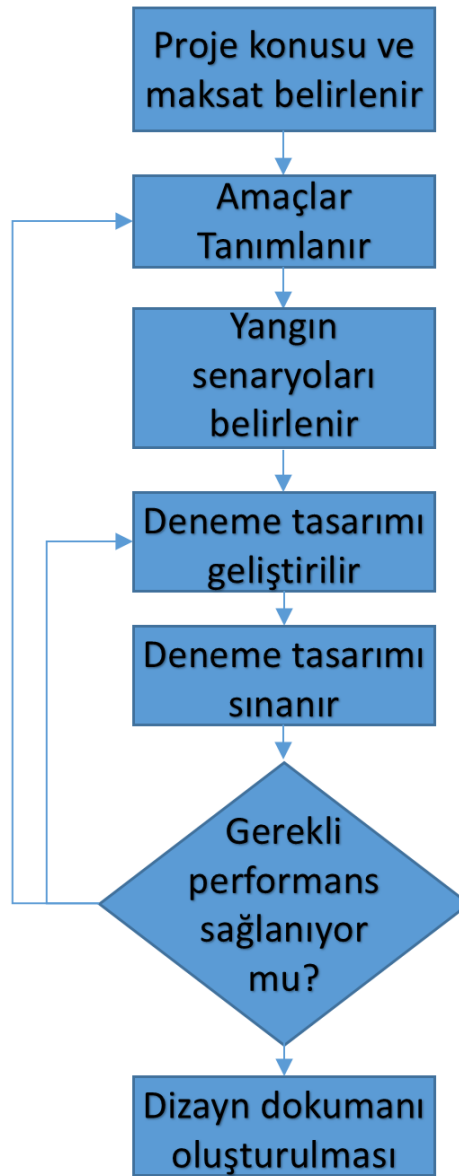 Proje konusu ve
maksat belirlenir
Amaçlar
Tanımlanır
Yangın
senaryoları
belirlenir
Deneme tasarımı
geliştirilir
Deneme tasarımı
sınanır
Gerekli
performans
sağlanıyor
mu?
Dizayn dokumanı
oluşturulması